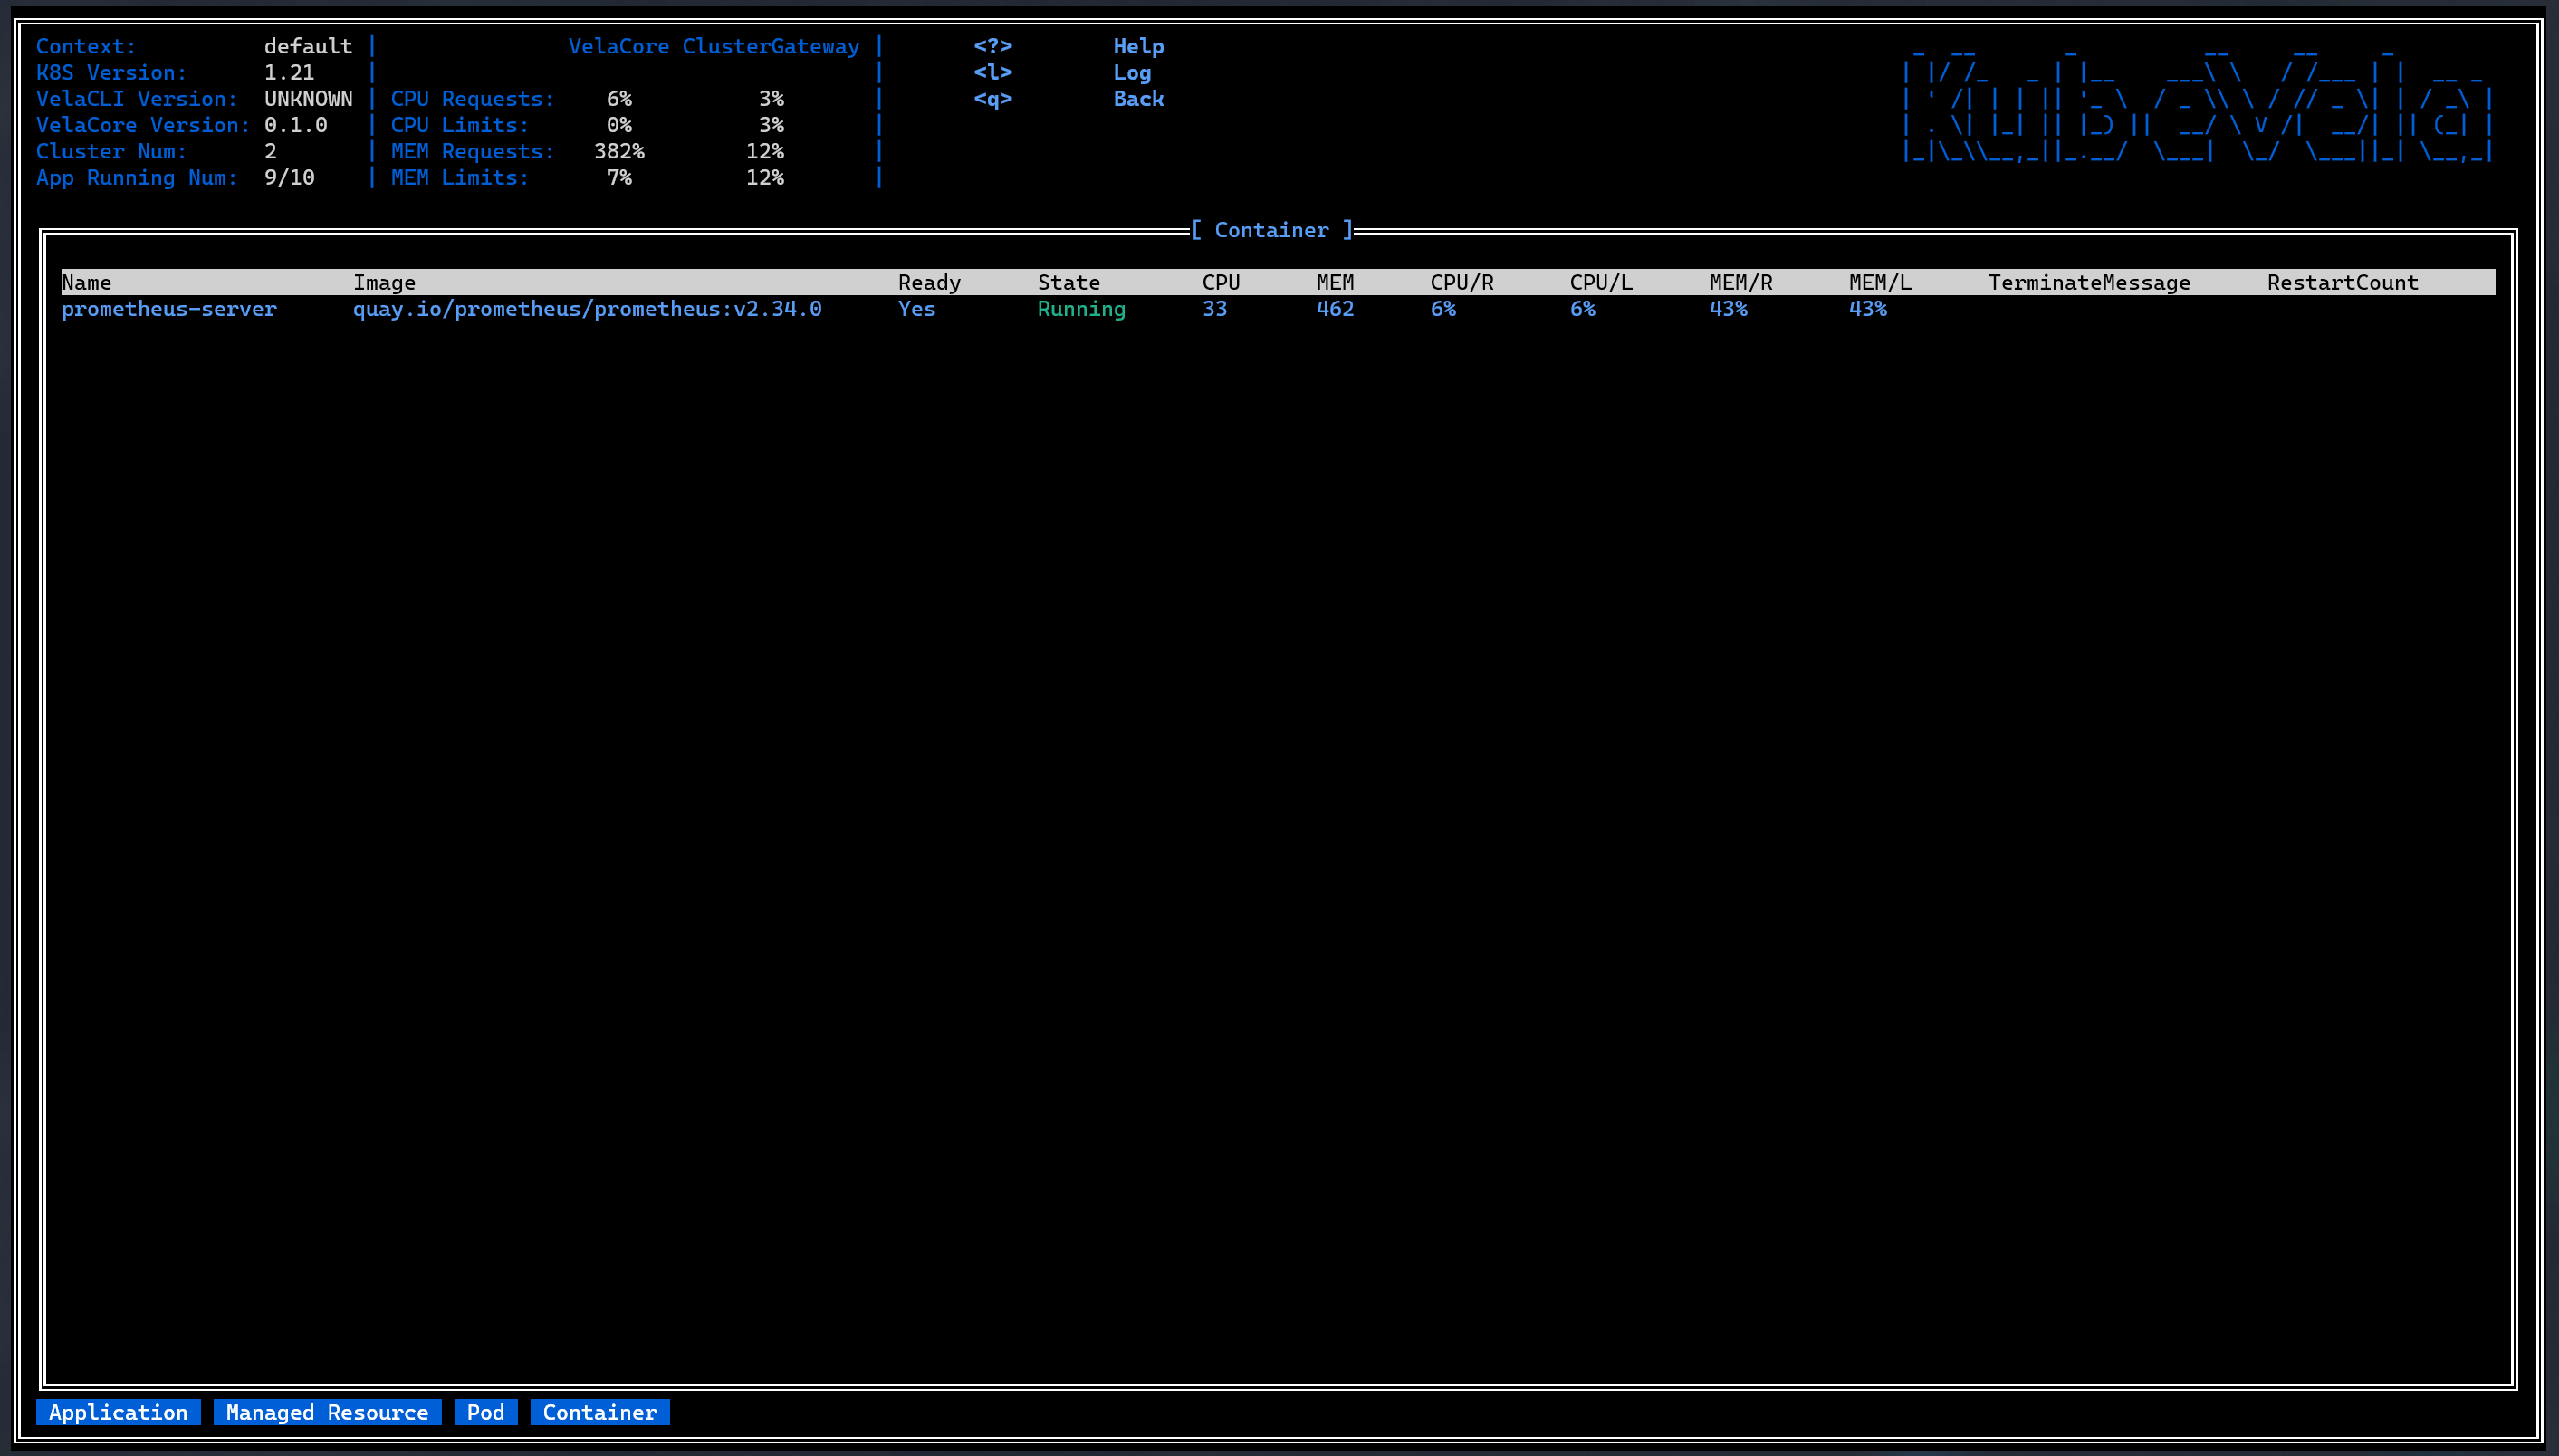 Context: default | VelaCore ClusterGateway | <?> Help
K8S Version: 1.21 | | <l> Log
VelaCLI Version: UNKNOWN | CPU Requests: 6% 3% | <q> Back
VelaCore Version: 0.1.0 | CPU Limits: 0% 3% |
Cluster Num: 2 | MEM Requests: 382% 12% |
App Running Num: 9/10 | MEM Limits: 7% 12% |
KubeVela
[ Container ]
Name Image Ready State CPU MEM CPU/R CPU/L MEM/R MEM/L TerminateMessage RestartCount
prometheus-server quay.io/prometheus/prometheus:v2.34.0 Yes Running 33 462 6% 6% 43% 43%
Application Managed Resource Pod Container